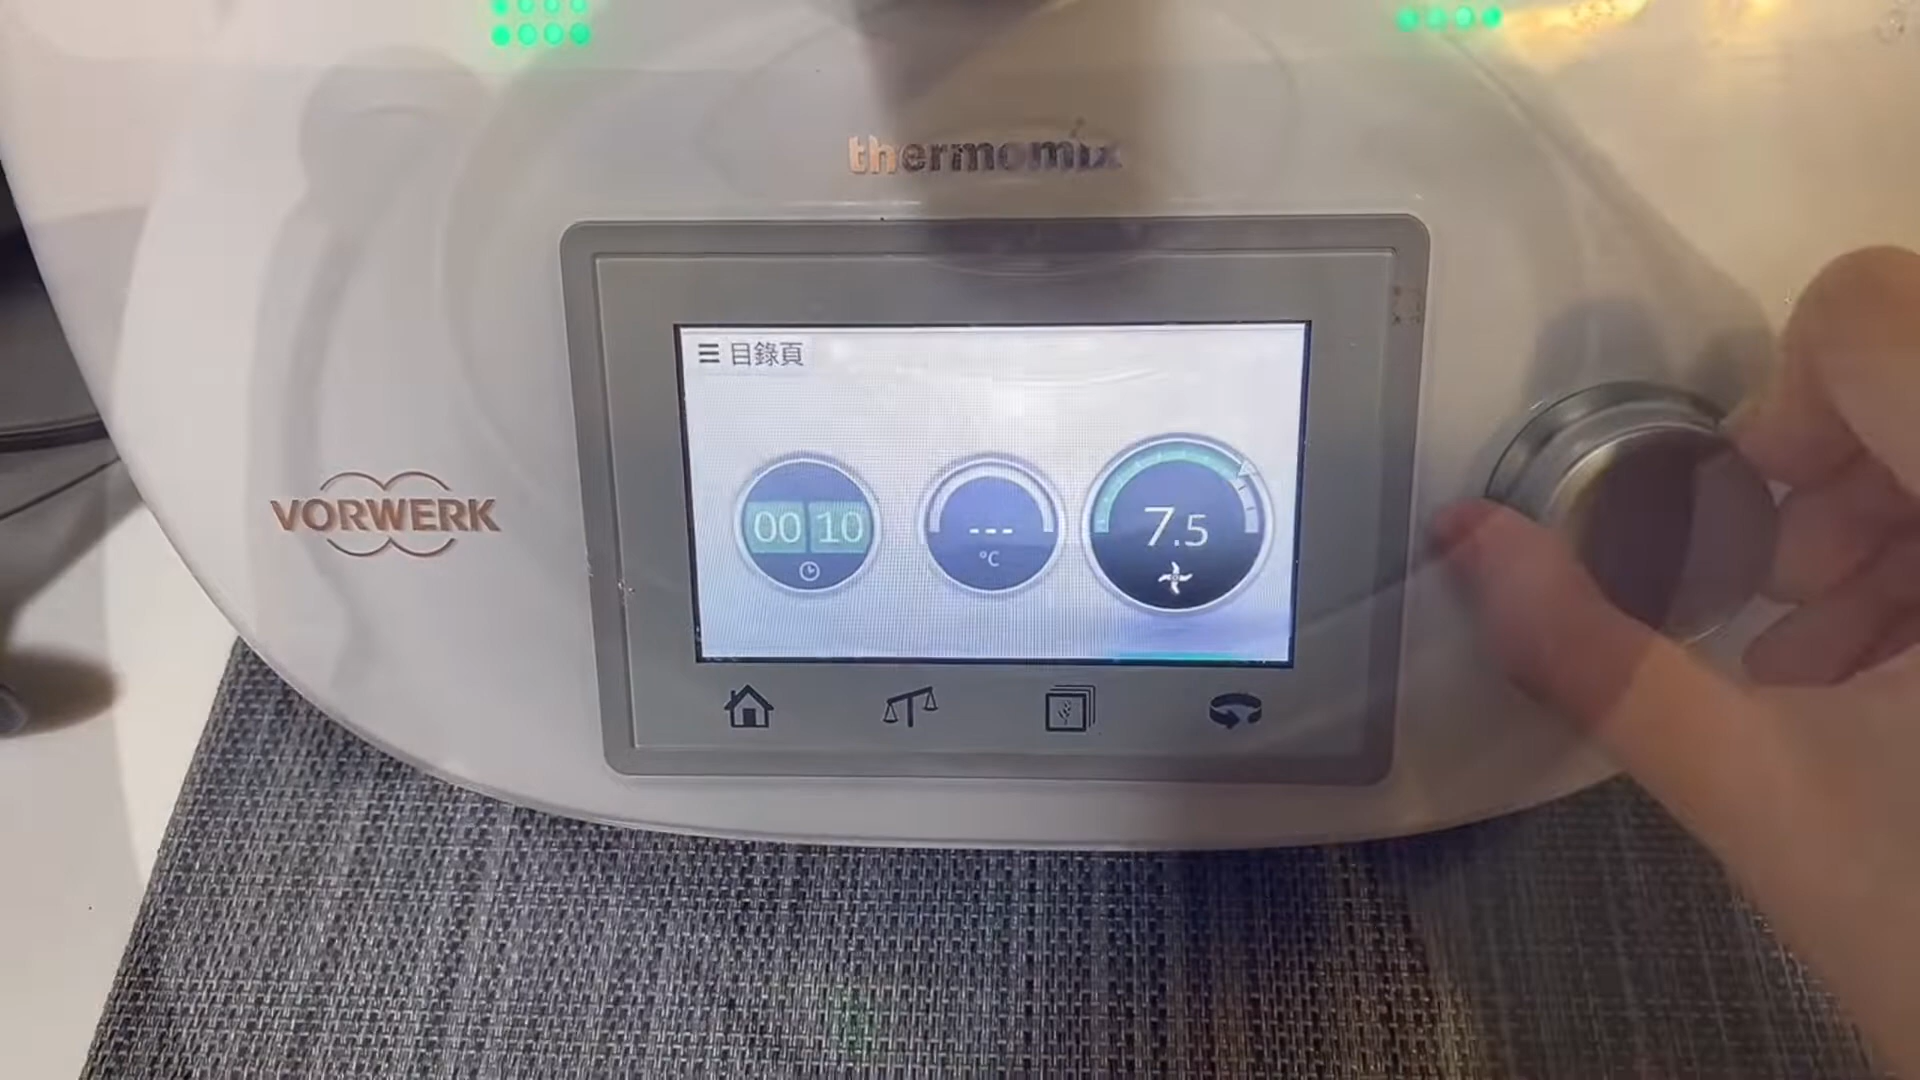 thermomix
目錄頁
00 10
---
°C
7.5
VORWERK